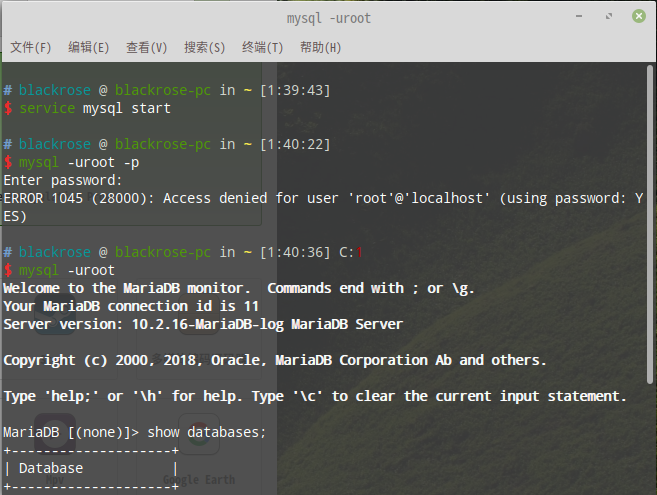 mysql -uroot
文件(F) 编辑(E) 查看(V) 搜索(S) 终端(T) 帮助(H)
# blackrose @ blackrose-pc in ~ [1:39:43]
$ service mysql start
# blackrose @ blackrose-pc in ~ [1:40:22]
$ mysql -uroot -p
Enter password:
ERROR 1045 (28000): Access denied for user 'root'@'localhost' (using password: Y
ES)
# blackrose @ blackrose-pc in ~ [1:40:36] C:1
$ mysql -uroot
Welcome to the MariaDB monitor.  Commands end with ; or \g.
Your MariaDB connection id is 11
Server version: 10.2.16-MariaDB-log MariaDB Server
Copyright (c) 2000, 2018, Oracle, MariaDB Corporation Ab and others.
Type 'help;' or '\h' for help. Type '\c' to clear the current input statement.
MariaDB [(none)]> show databases;
+--------------------+
| Database           |
+--------------------+
Mpv
Google Earth